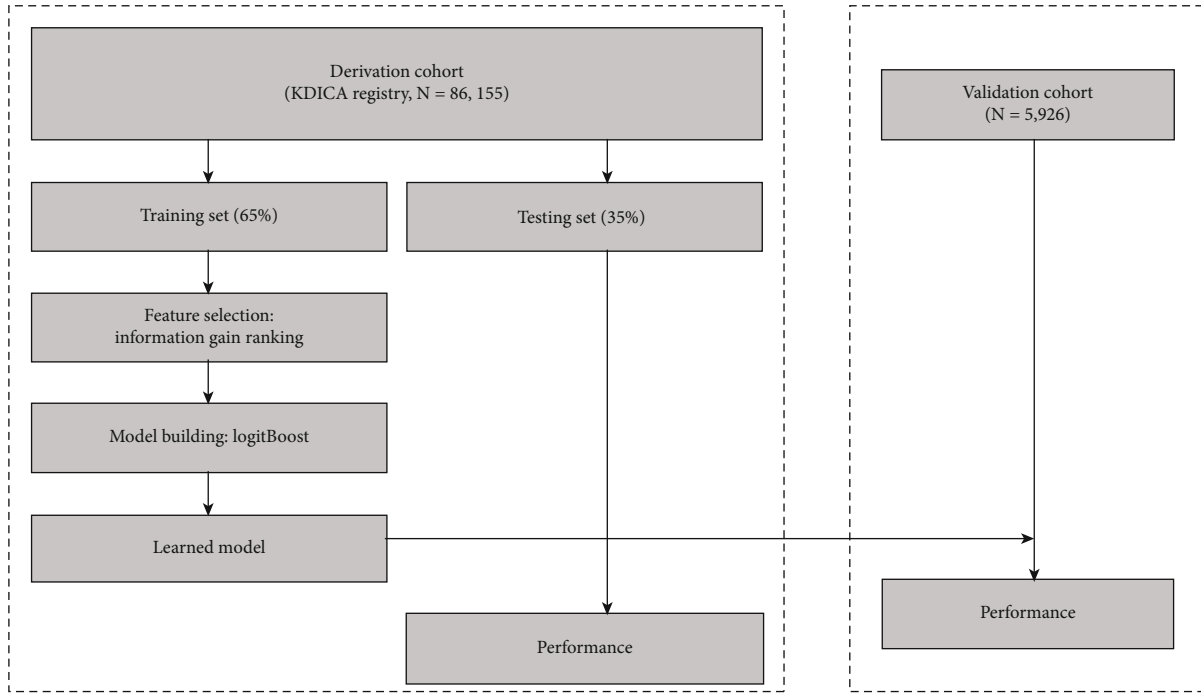 Derivation cohort
(KDICA registry, N = 86, 155)
Validation cohort
(N = 5,926)
Training set (65%)
Testing set (35%)
Feature selection:
information gain ranking
Model building: logitBoost
Learned model
Performance
Performance